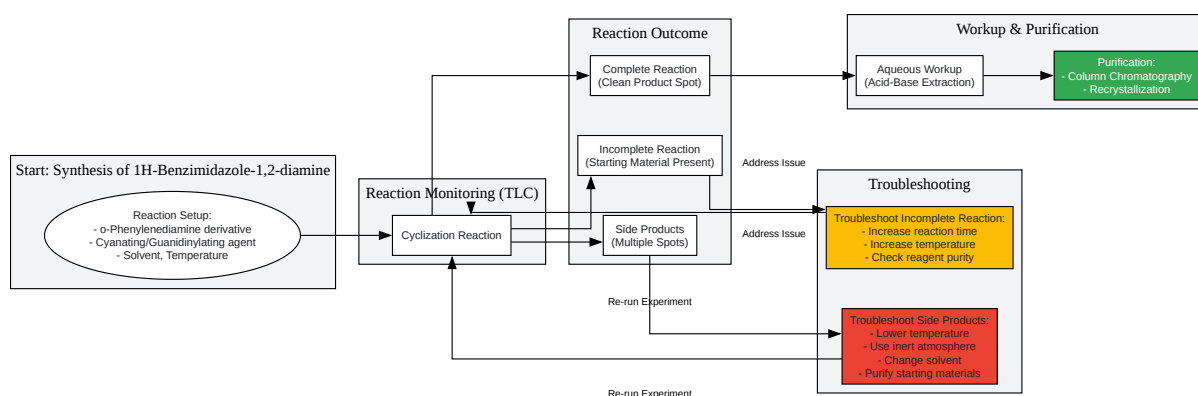 Start: Synthesis of 1H-Benzimidazole-1,2-diamine
Reaction Setup:
- o-Phenylenediamine derivative
- Cyanating/Guanidinylating agent
- Solvent, Temperature
Reaction Monitoring (TLC)
Cyclization Reaction
Reaction Outcome
Complete Reaction
(Clean Product Spot)
Incomplete Reaction
(Starting Material Present)
Side Products
(Multiple Spots)
Workup & Purification
Aqueous Workup
(Acid-Base Extraction)
Purification:
- Column Chromatography
- Recrystallization
Address Issue
Address Issue
Re-run Experiment
Re-run Experiment
Troubleshooting
Troubleshoot Incomplete Reaction:
- Increase reaction time
- Increase temperature
- Check reagent purity
Troubleshoot Side Products:
- Lower temperature
- Use inert atmosphere
- Change solvent
- Purify starting materials